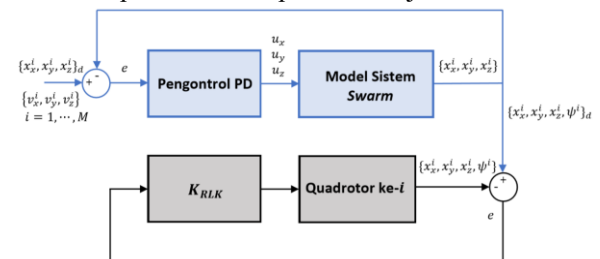 {x_x^i, x_y^i, x_z^i}_d
{v_x^i, v_y^i, v_z^i}
i = 1, ⋯, M
+
-
e
Pengontrol PD
u_x
u_y
u_z
Model Sistem
Swarm
{x_x^i, x_y^i, x_z^i}
{x_x^i, x_y^i, x_z^i, ψ^i}_d
K_RLK
Quadrotor ke-i
{x_x^i, x_y^i, x_z^i, ψ^i}
+
-
e